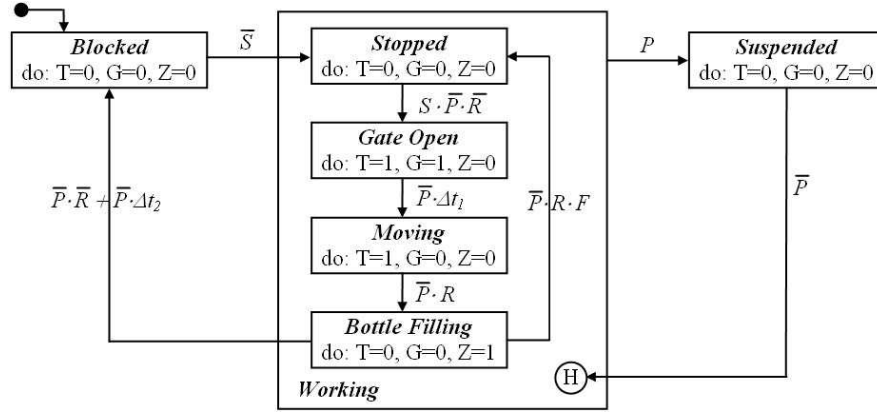 Blocked
do: T=0, G=0, Z=0
S̅
Stopped
do: T=0, G=0, Z=0
P
Suspended
do: T=0, G=0, Z=0
S · P̅ · R̅
Gate Open
do: T=1, G=1, Z=0
P̅ · R̅ + P̅ · Δt₂
P̅ · Δt₁
P̅ · R · F
P̅
Moving
do: T=1, G=0, Z=0
P̅ · R
Bottle Filling
do: T=0, G=0, Z=1
H
Working